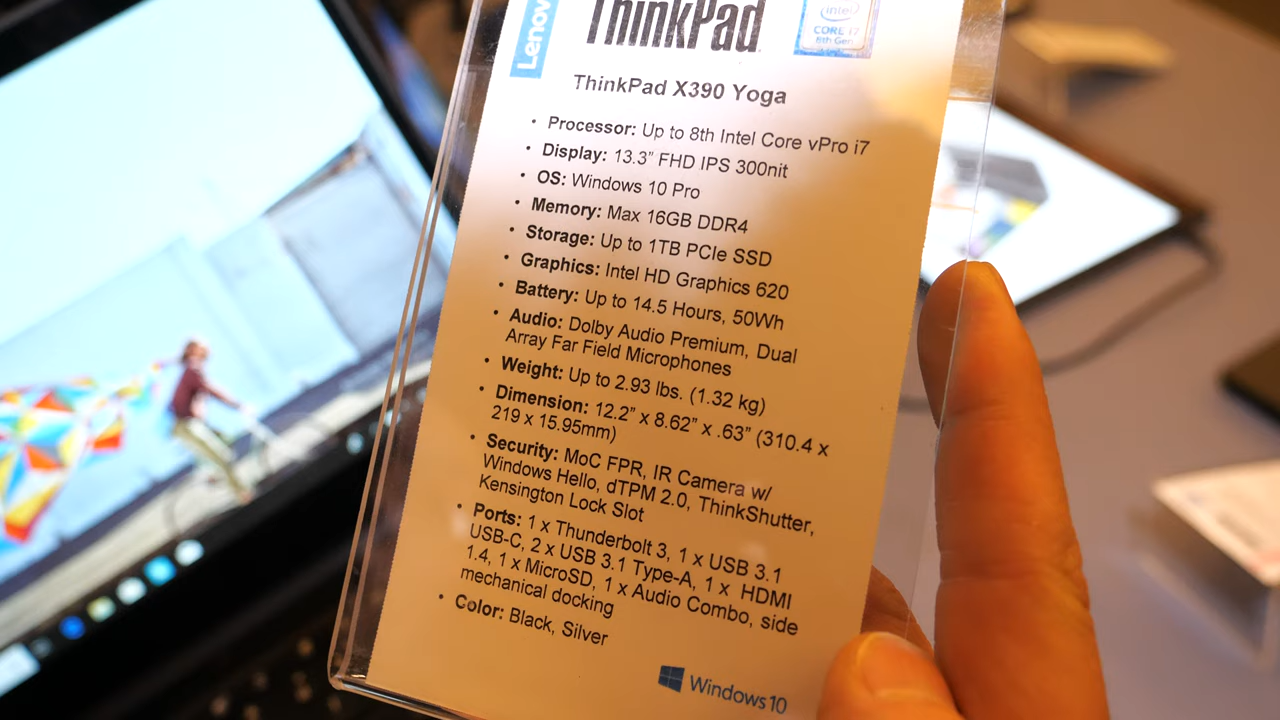 Lenovo
ThinkPad
intel
CORE i7
8th Gen
ThinkPad X390 Yoga
• Processor: Up to 8th Intel Core vPro i7
• Display: 13.3” FHD IPS 300nit
• OS: Windows 10 Pro
• Memory: Max 16GB DDR4
• Storage: Up to 1TB PCIe SSD
• Graphics: Intel HD Graphics 620
• Battery: Up to 14.5 Hours, 50Wh
• Audio: Dolby Audio Premium, Dual
Array Far Field Microphones
• Weight: Up to 2.93 lbs. (1.32 kg)
• Dimension: 12.2” x 8.62” x .63” (310.4 x
219 x 15.95mm)
• Security: MoC FPR, IR Camera w/
Windows Hello, dTPM 2.0, ThinkShutter,
Kensington Lock Slot
• Ports: 1 x Thunderbolt 3, 1 x USB 3.1
USB-C, 2 x USB 3.1 Type-A, 1 x HDMI
1.4, 1 x MicroSD, 1 x Audio Combo, side
mechanical docking
• Color: Black, Silver
Windows 10